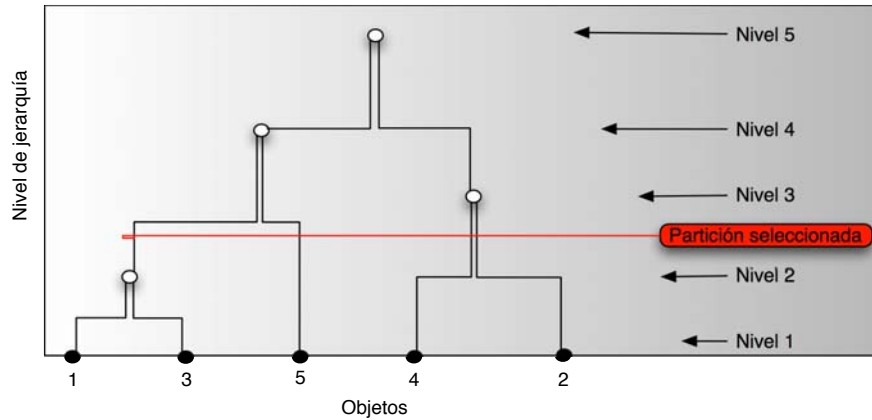 Nivel 5
Nivel 4
Nivel 3
Partición seleccionada
Nivel 2
Nivel 1
Nivel de jerarquía
1 3 5 4 2
Objetos